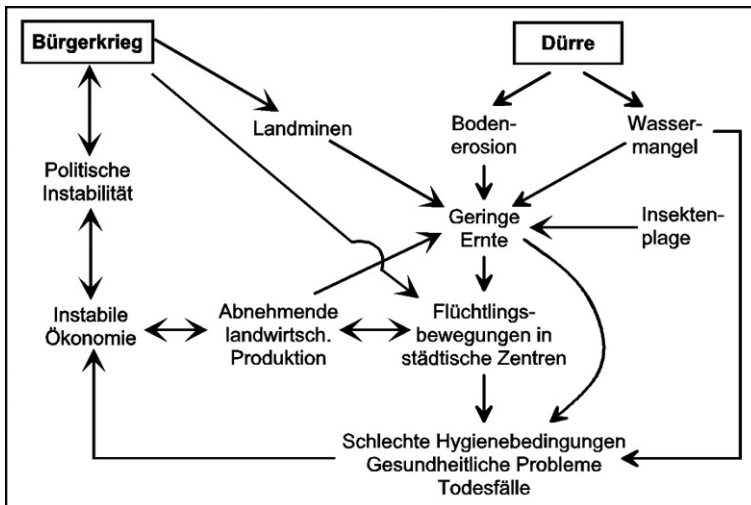 Bürgerkrieg
Dürre
Landminen
Boden-
erosion
Wasser-
mangel
Politische
Instabilität
Geringe
Ernte
Insekten-
plage
Instabile
Ökonomie
Abnehmende
landwirtsch.
Produktion
Flüchtlings-
bewegungen in
städtische Zentren
Schlechte Hygienebedingungen
Gesundheitliche Probleme
Todesfälle